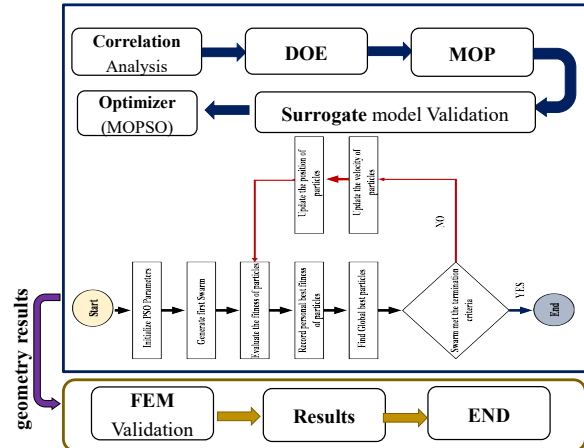 Correlation
Analysis
DOE
MOP
Optimizer
(MOPSO)
Surrogate model Validation
Update the position of
particles
Update the velocity of
particles
NO
Start
Initialize PSO Parameters
Generate first Swarm
Evaluate the fitness of particles
Record personal best fitness
of particles
Find Global best particles
Swarm met the termination
criteria
YES
End
geometry results
FEM
Validation
Results
END